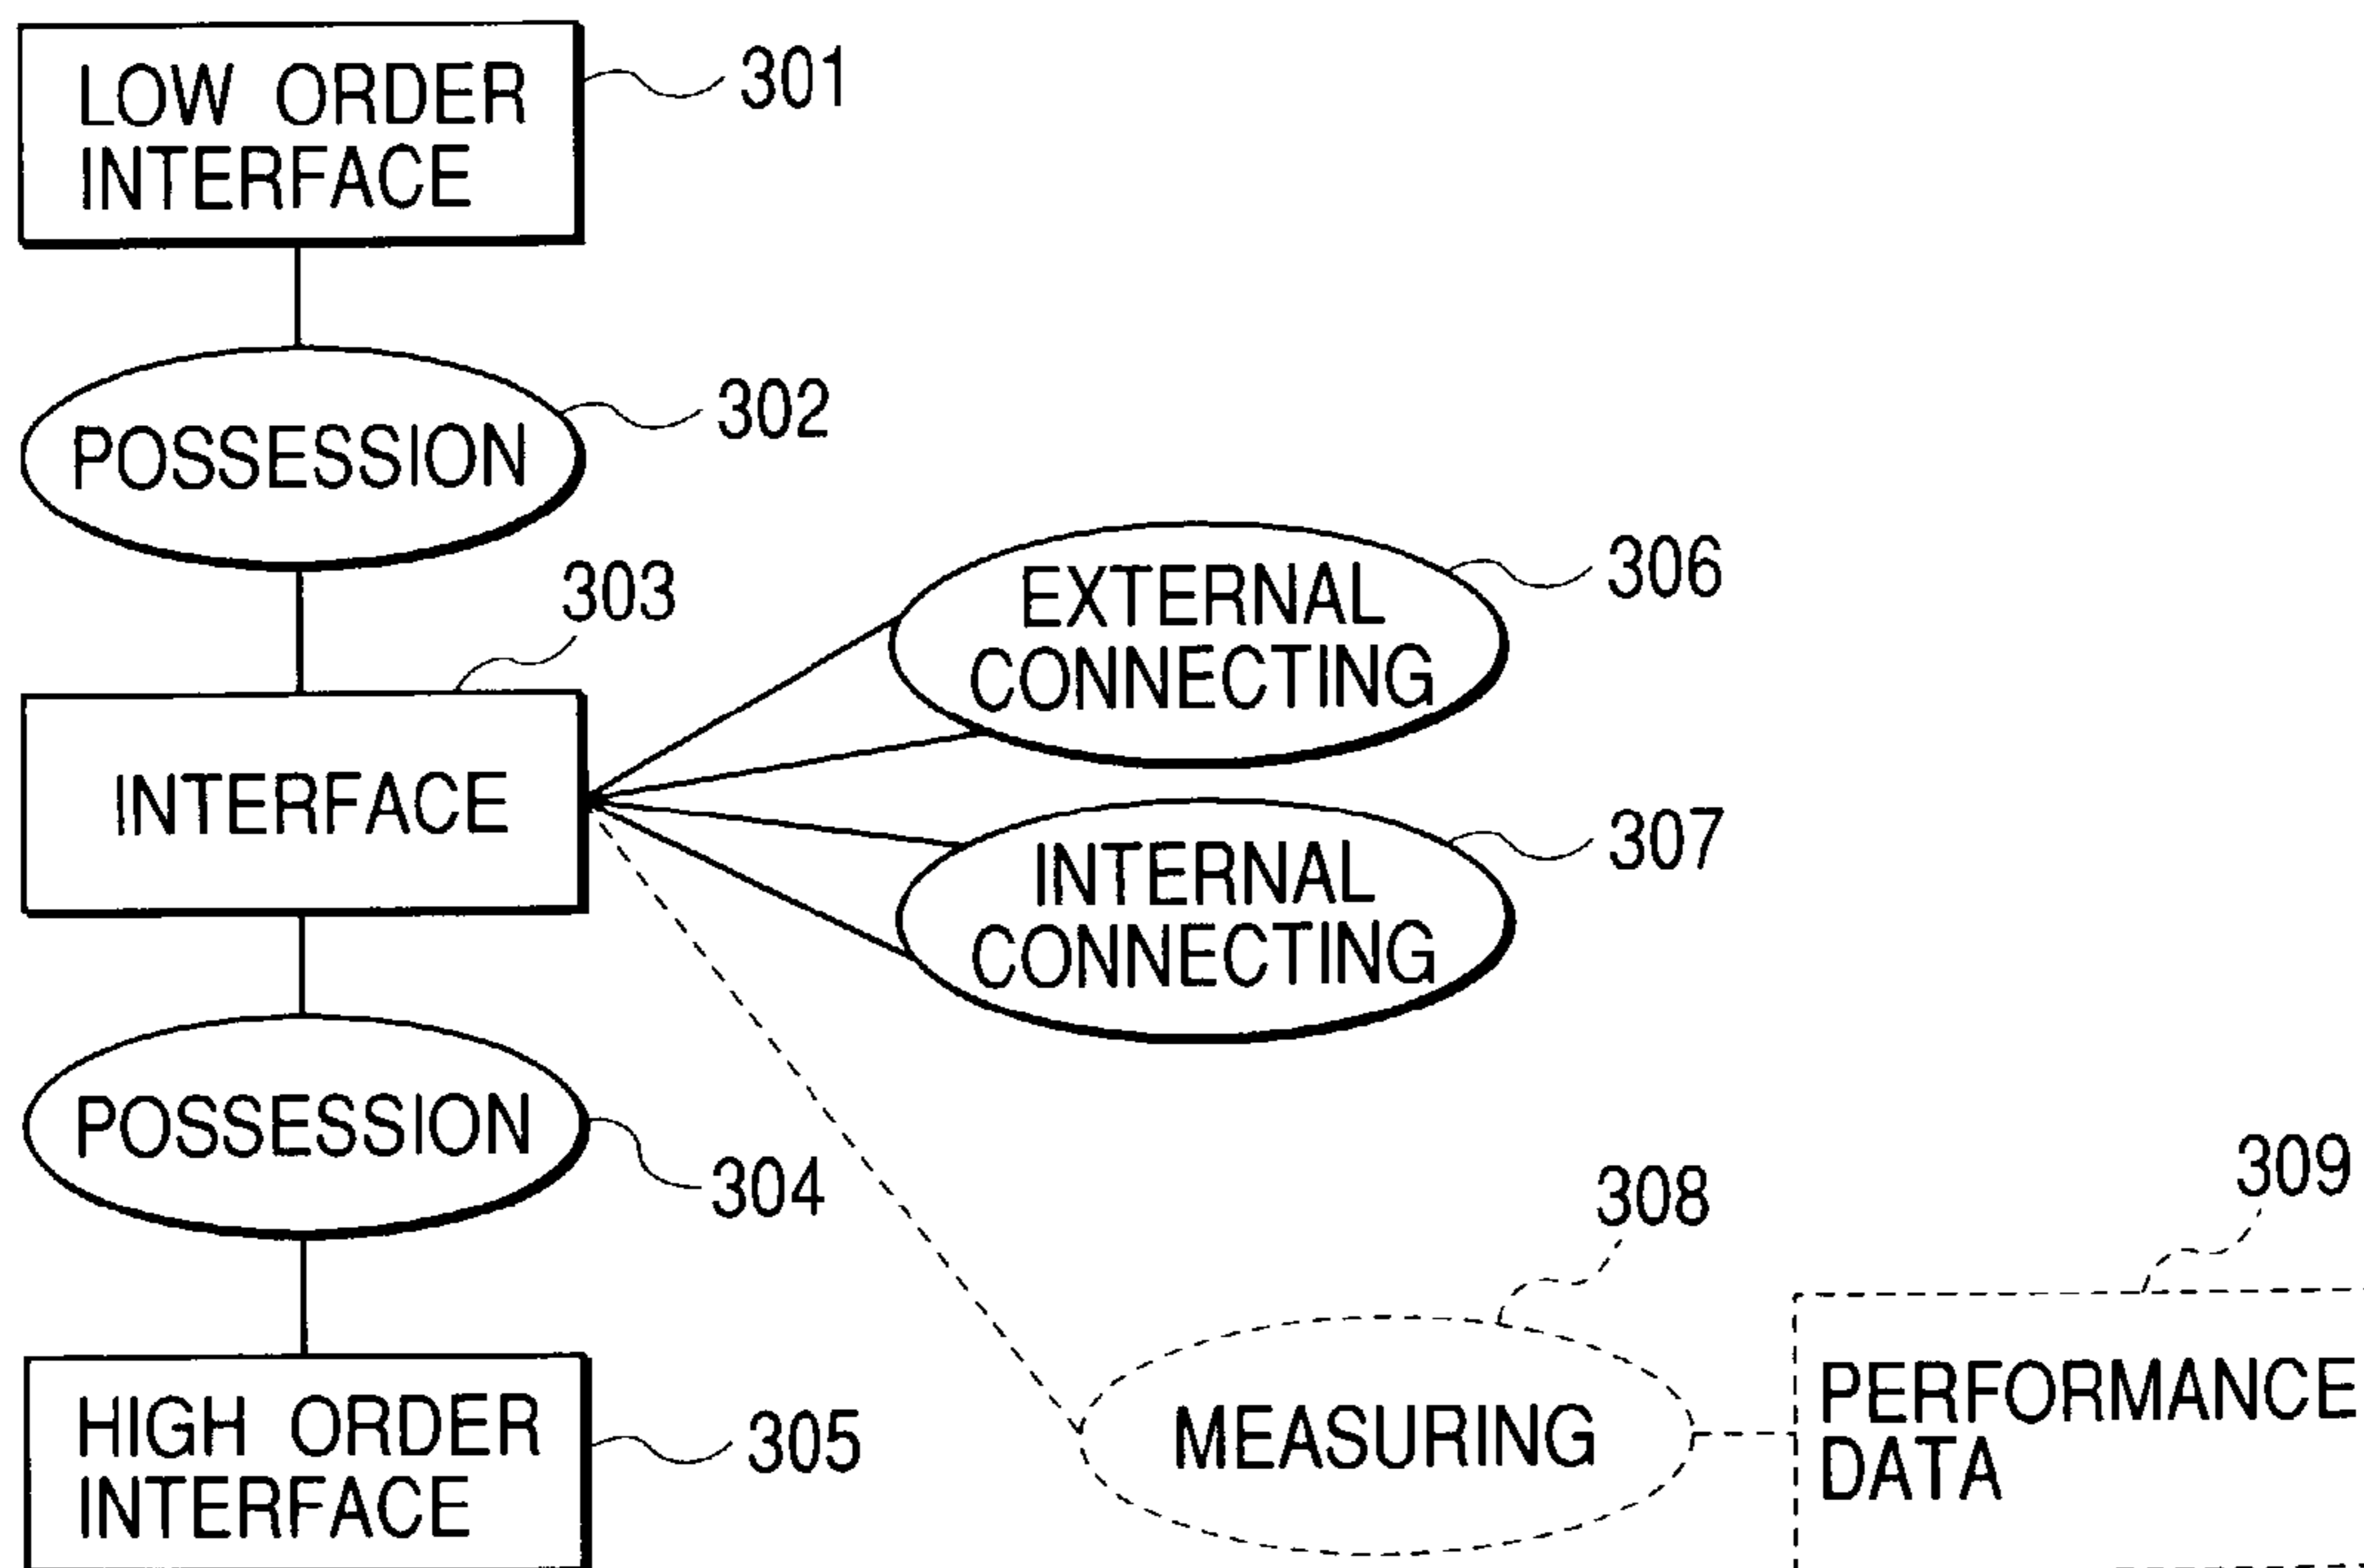 LOW ORDER
INTERFACE
301
POSSESSION
302
303
INTERFACE
EXTERNAL
CONNECTING
306
INTERNAL
CONNECTING
307
POSSESSION
304
HIGH ORDER
INTERFACE
305
308
MEASURING
309
PERFORMANCE
DATA